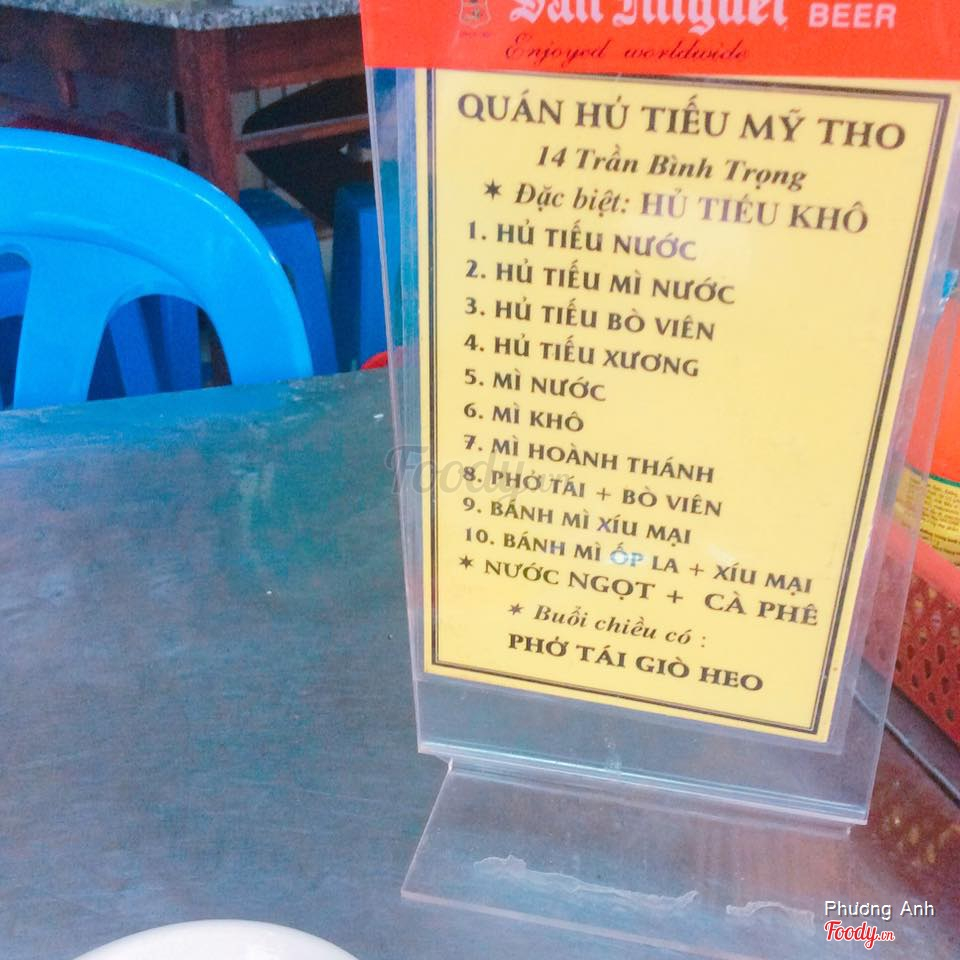 San Miguel BEER
Enjoyed worldwide
QUÁN HỦ TIẾU MỸ THO
14 Trần Bình Trọng
✶ Đặc biệt: HỦ TIẾU KHÔ
1. HỦ TIẾU NƯỚC
2. HỦ TIẾU MÌ NƯỚC
3. HỦ TIẾU BÒ VIÊN
4. HỦ TIẾU XƯƠNG
5. MÌ NƯỚC
6. MÌ KHÔ
7. MÌ HOÀNH THÁNH
8. PHỞ TÁI + BÒ VIÊN
9. BÁNH MÌ XÍU MẠI
10. BÁNH MÌ ỐP LA + XÍU MẠI
✶ NƯỚC NGỌT + CÀ PHÊ
✶ Buổi chiều có :
PHỞ TÁI GIÒ HEO
Foody.vn
Phương Anh
Foody.vn